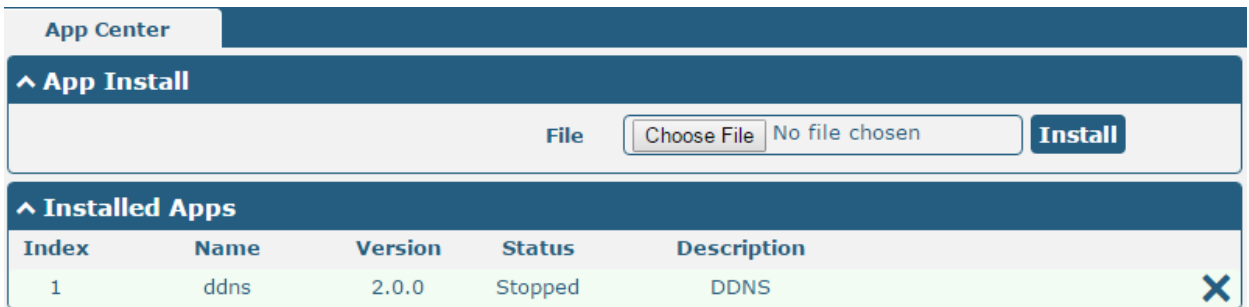 App Center
App Install
File Choose File No file chosen Install
Installed Apps
Index Name Version Status Description
1 ddns 2.0.0 Stopped DDNS